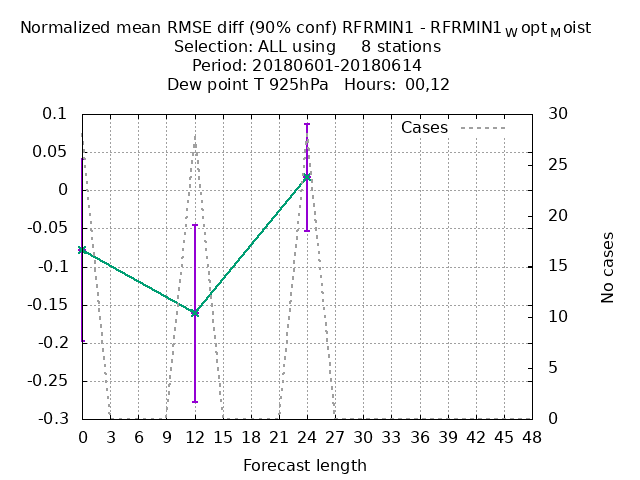 Normalized mean RMSE diff (90% conf) RFRMIN1 - RFRMIN1WoptMoist
Selection: ALL using 8 stations
Period: 20180601-20180614
Dew point T 925hPa Hours: 00,12
Cases
0.1
0.05
0
-0.05
-0.1
-0.15
-0.2
-0.25
-0.3
30
25
20
15
10
5
0
No cases
0 3 6 9 12 15 18 21 24 27 30 33 36 39 42 45 48
Forecast length